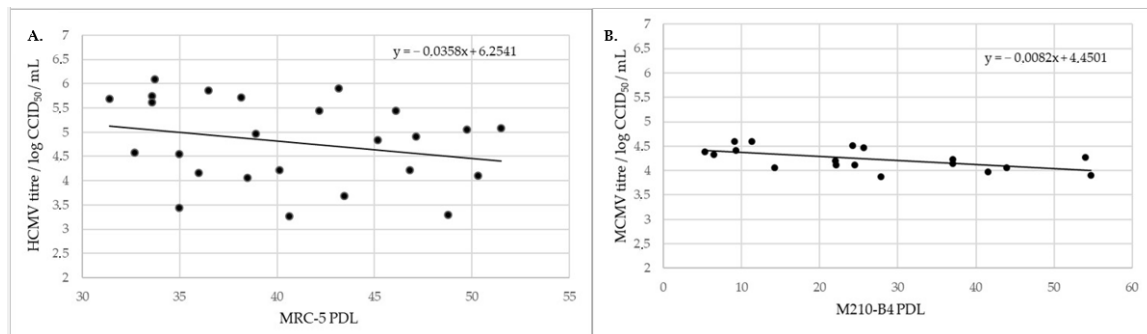 A.
HCMV titre / log CCID₅₀ / mL
7
6.5
6
5.5
5
4.5
4
3.5
3
2.5
2
y = − 0.0358x + 6.2541
30 35 40 45 50 55
MRC-5 PDL
B.
MCMV titre / log CCID₅₀ / mL
7
6.5
6
5.5
5
4.5
4
3.5
3
2.5
2
y = − 0.0082x + 4.4501
0 10 20 30 40 50 60
M210-B4 PDL